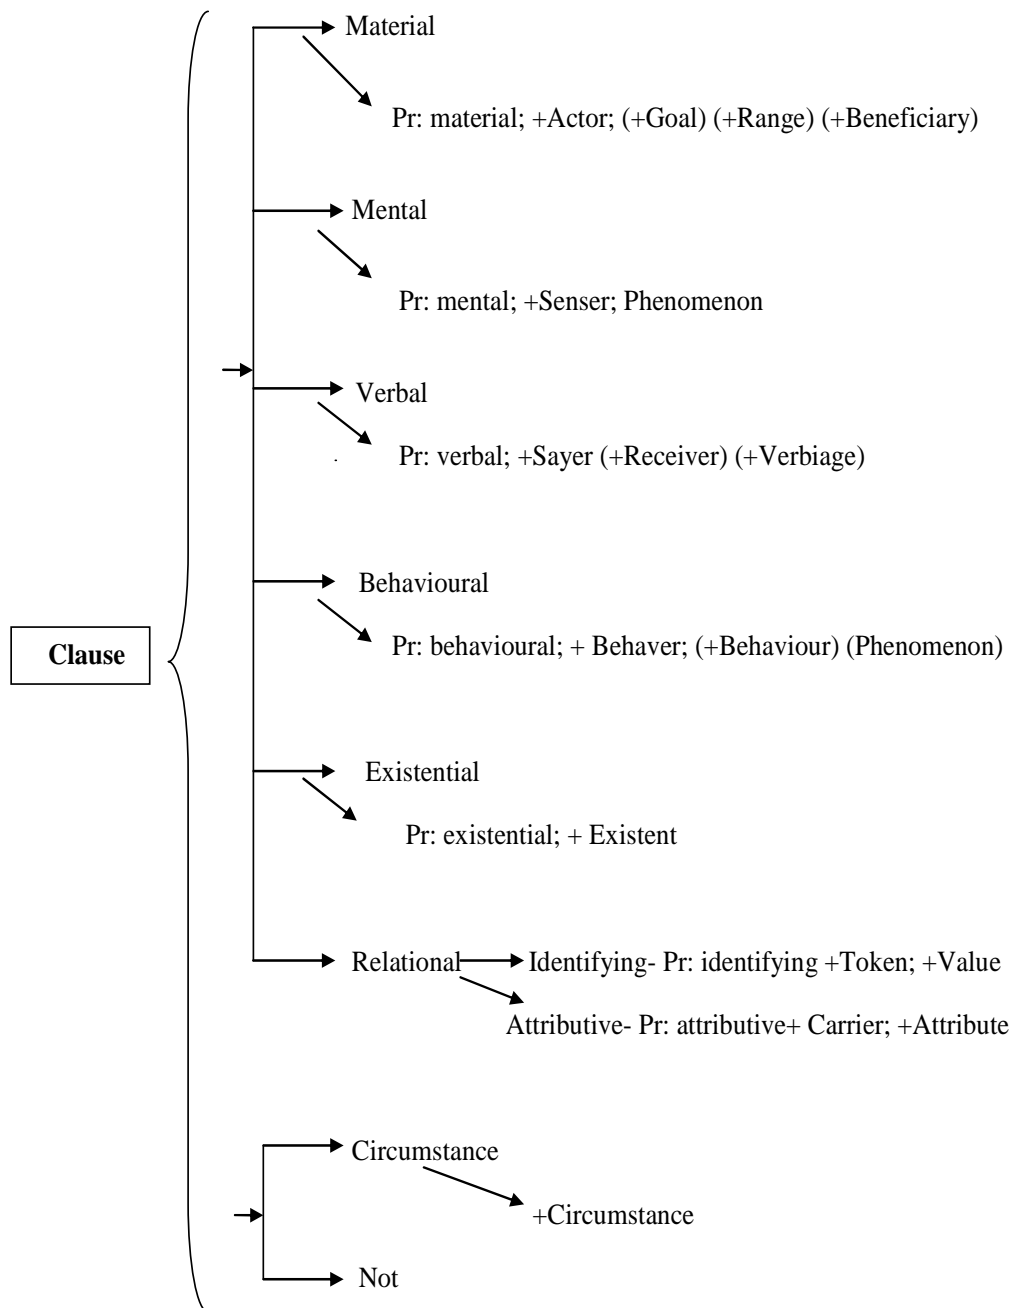 Material
Pr: material; +Actor; (+Goal) (+Range) (+Beneficiary)
Mental
Pr: mental; +Senser; Phenomenon
Verbal
Pr: verbal; +Sayer (+Receiver) (+Verbiage)
Behavioural
Pr: behavioural; + Behaver; (+Behaviour) (Phenomenon)
Clause
Existential
Pr: existential; + Existent
Relational
Identifying- Pr: identifying +Token; +Value
Attributive- Pr: attributive+ Carrier; +Attribute
Circumstance
+Circumstance
Not